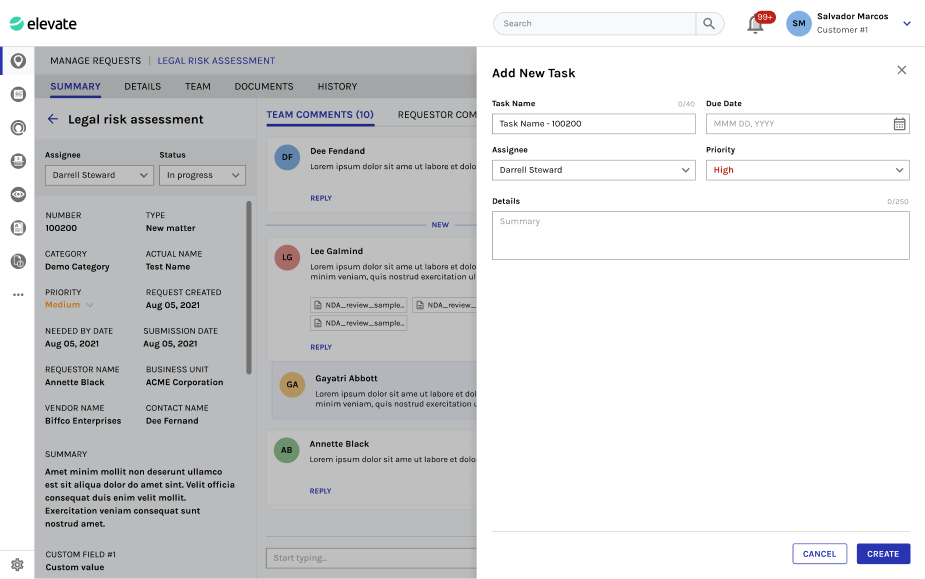 elevate
Search
99+
SM
Salvador Marcos
Customer #1
MANAGE REQUESTS | LEGAL RISK ASSESSMENT
SUMMARY DETAILS TEAM DOCUMENTS HISTORY
Legal risk assessment
Assignee Status
Darrell Steward In progress
NUMBER TYPE
100200 New matter
CATEGORY ACTUAL NAME
Demo Category Test Name
PRIORITY REQUEST CREATED
Medium Aug 05, 2021
NEEDED BY DATE SUBMISSION DATE
Aug 05, 2021 Aug 05, 2021
REQUESTOR NAME BUSINESS UNIT
Annette Black ACME Corporation
VENDOR NAME CONTACT NAME
Biffco Enterprises Dee Fernand
SUMMARY
Amet minim mollit non deserunt ullamco
est sit aliqua dolor do amet sint. Velit officia
consequat duis enim velit mollit.
Exercitation veniam consequat sunt
nostrud amet.
CUSTOM FIELD #1
Custom value
TEAM COMMENTS (10) REQUESTOR COM
DF
Dee Fendand
Lorem ipsum dolor sit ame ut labore et dolo
REPLY
NEW
LG
Lee Galmind
Lorem ipsum dolor sit ame ut labore et dolo
minim veniam, quis nostrud exercitation ul
NDA_review_sample... NDA_review_
NDA_review_sample...
REPLY
GA
Gayatri Abbott
Lorem ipsum dolor sit ame ut labore et dol
minim veniam, quis nostrud exercitation u
AB
Annette Black
Lorem ipsum dolor sit ame ut labore et dolo
REPLY
Start typing...
Add New Task
Task Name 0/40 Due Date
Task Name - 100200 MMM DD, YYYY
Assignee Priority
Darrell Steward High
Details 0/250
Summary
CANCEL CREATE